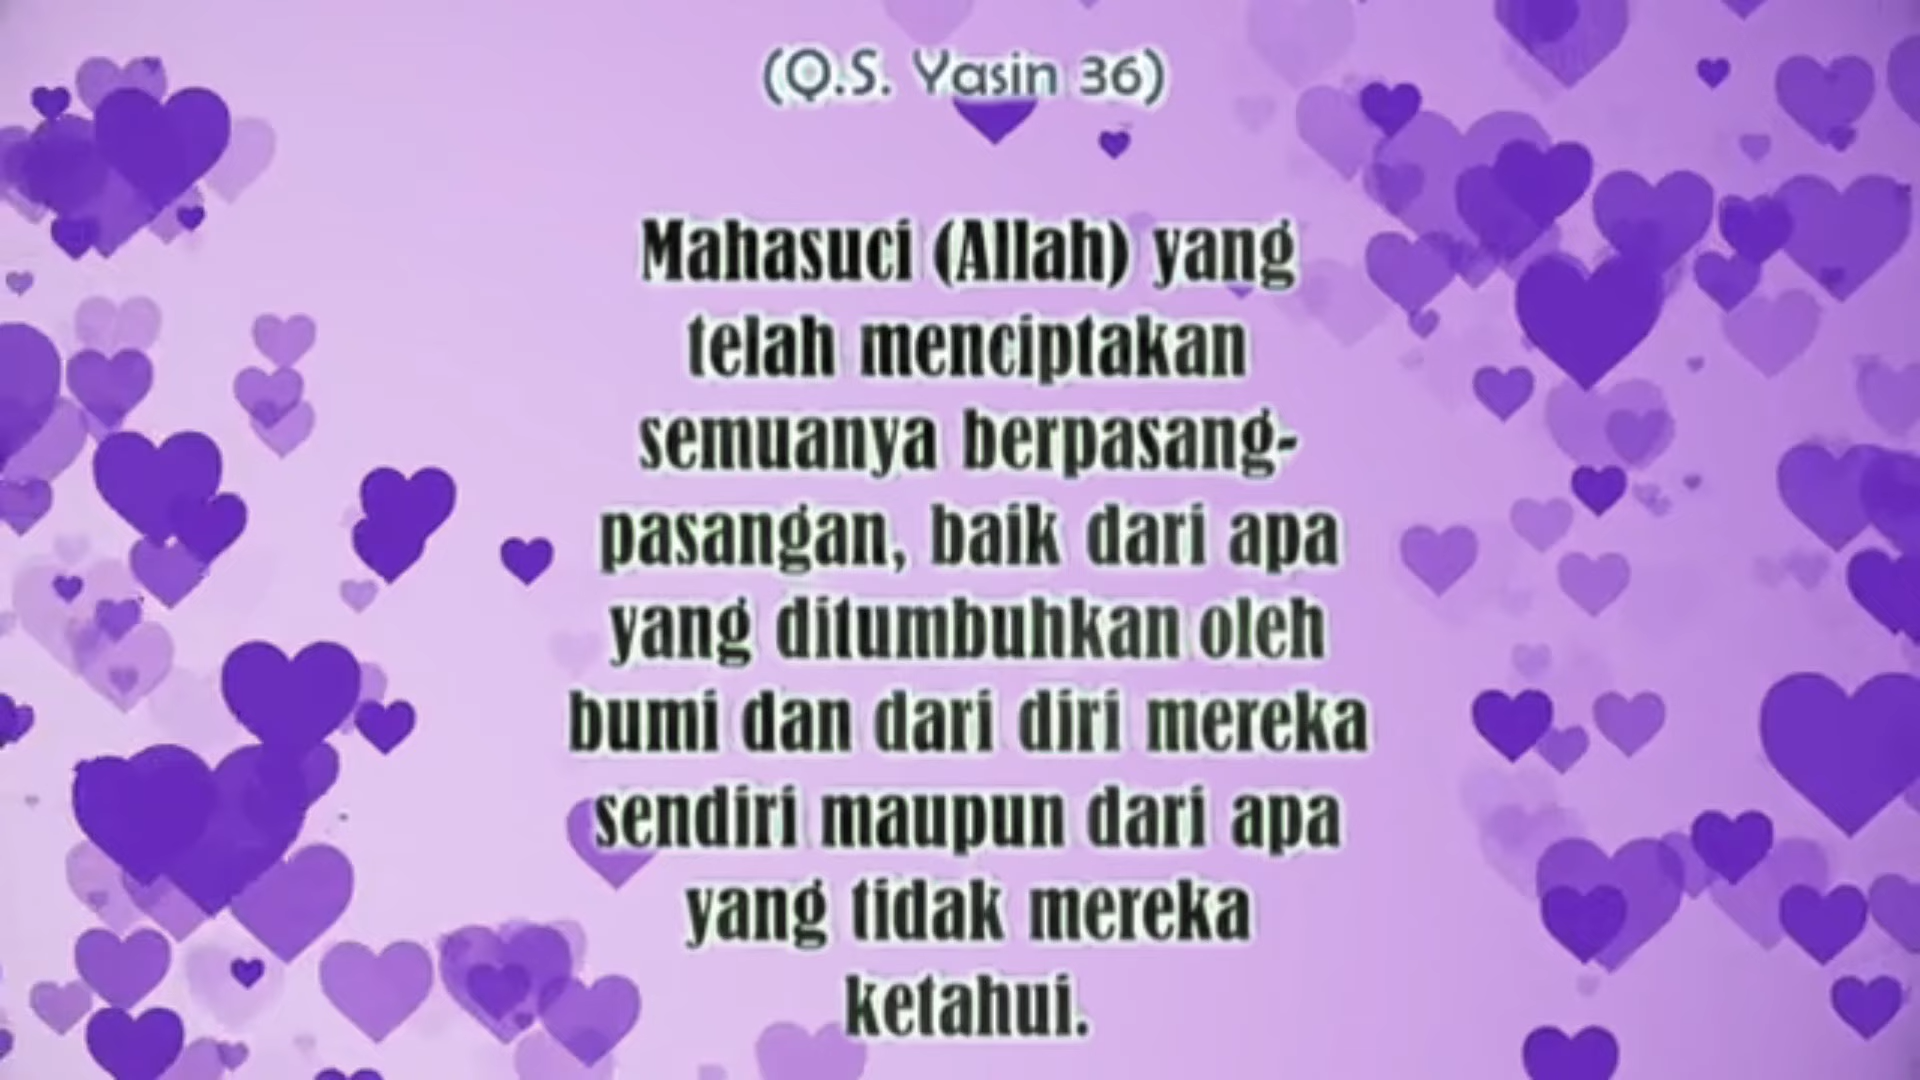 (Q.S. Yasin 36)
Mahasuci (Allah) yang
telah menciptakan
semuanya berpasang-
pasangan, baik dari apa
yang ditumbuhkan oleh
bumi dan dari diri mereka
sendiri maupun dari apa
yang tidak mereka
ketahui.